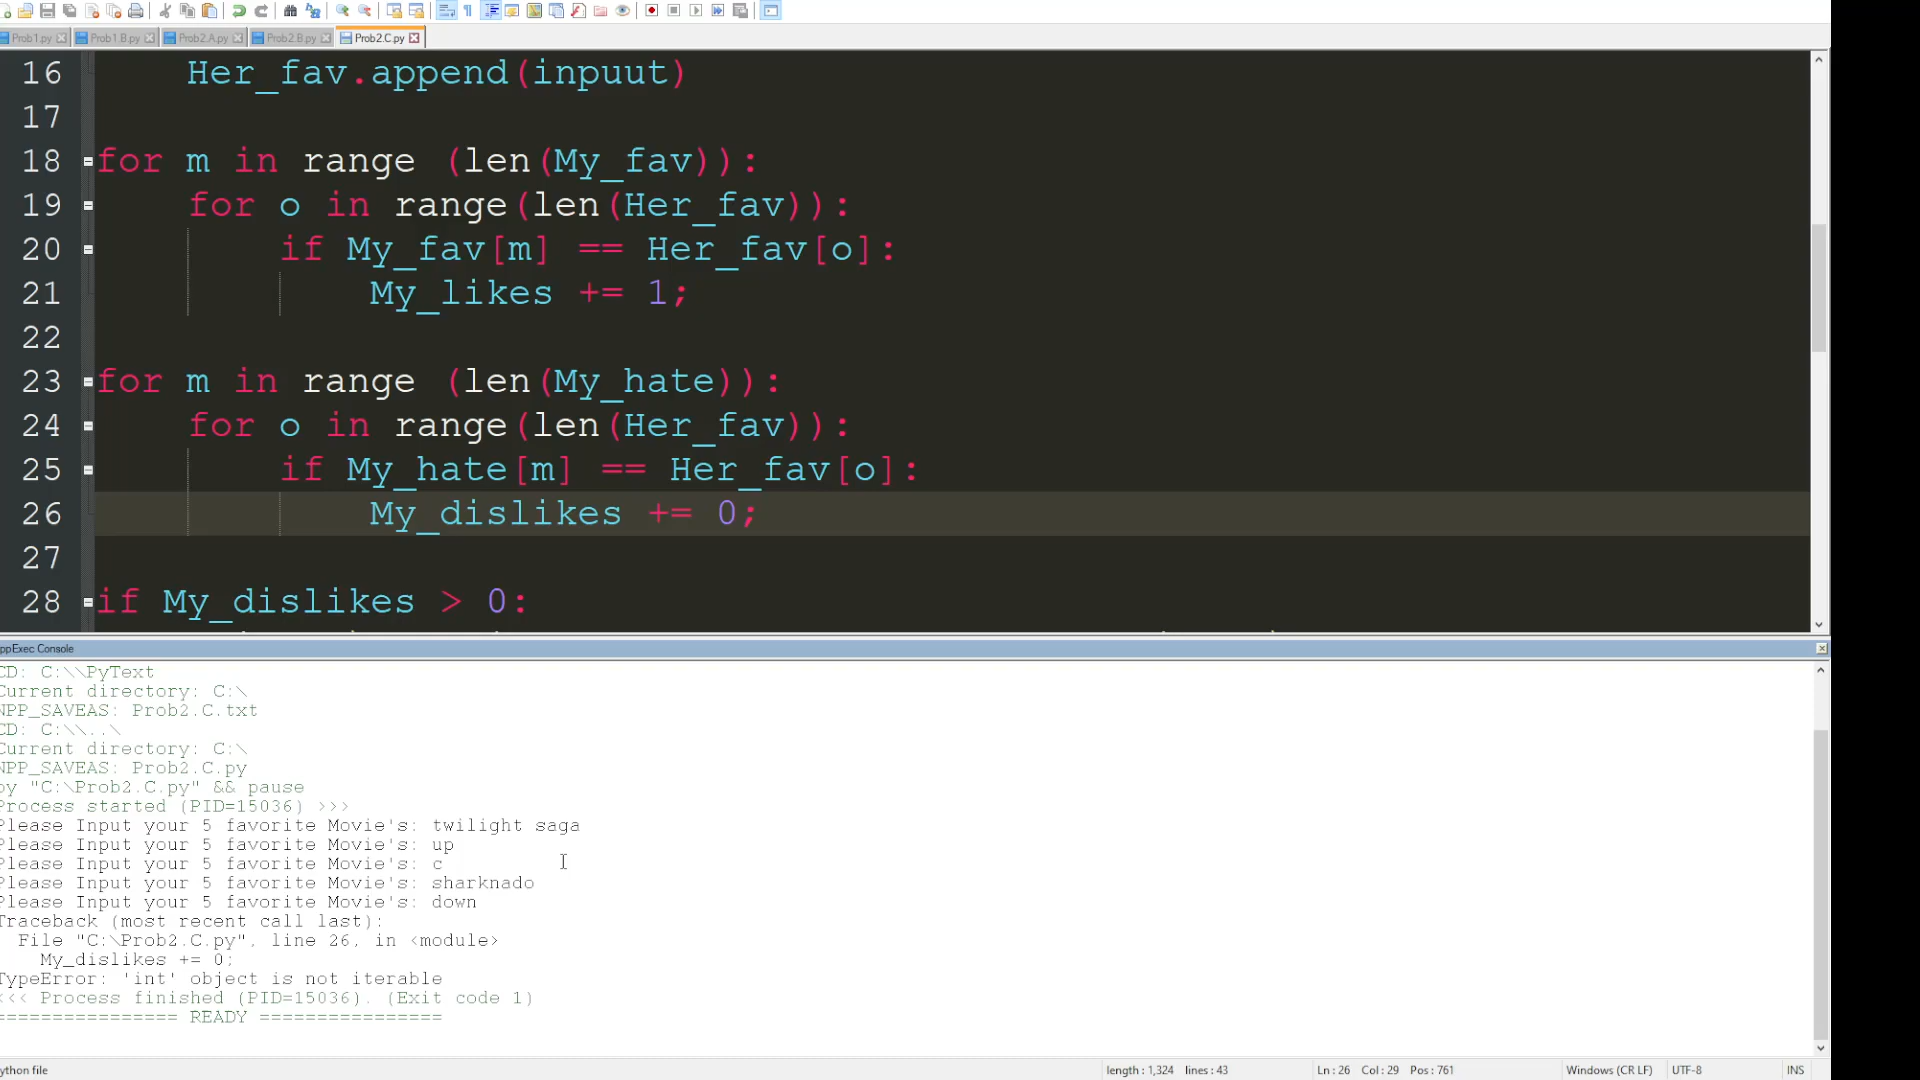 Prob1.py Prob1.B.py Prob2.A.py Prob2.B.py Prob2.C.py
16 Her_fav.append(inpuut)
17
18 for m in range (len(My_fav)):
19 for o in range(len(Her_fav)):
20 if My_fav[m] == Her_fav[o]:
21 My_likes += 1;
22
23 for m in range (len(My_hate)):
24 for o in range(len(Her_fav)):
25 if My_hate[m] == Her_fav[o]:
26 My_dislikes += 0;
27
28 if My_dislikes > 0:
ppExec Console
CD: C:\\PyText
Current directory: C:\
NPP_SAVEAS: Prob2.C.txt
CD: C:\\..\
Current directory: C:\
NPP_SAVEAS: Prob2.C.py
py "C:\Prob2.C.py" && pause
Process started (PID=15036) >>>
Please Input your 5 favorite Movie's: twilight saga
Please Input your 5 favorite Movie's: up
Please Input your 5 favorite Movie's: c
Please Input your 5 favorite Movie's: sharknado
Please Input your 5 favorite Movie's: down
Traceback (most recent call last):
File "C:\Prob2.C.py", line 26, in <module>
My_dislikes += 0;
TypeError: 'int' object is not iterable
<<< Process finished (PID=15036). (Exit code 1)
================ READY ================
ython file length : 1,324 lines : 43 Ln : 26 Col : 29 Pos : 761 Windows (CR LF) UTF-8 INS